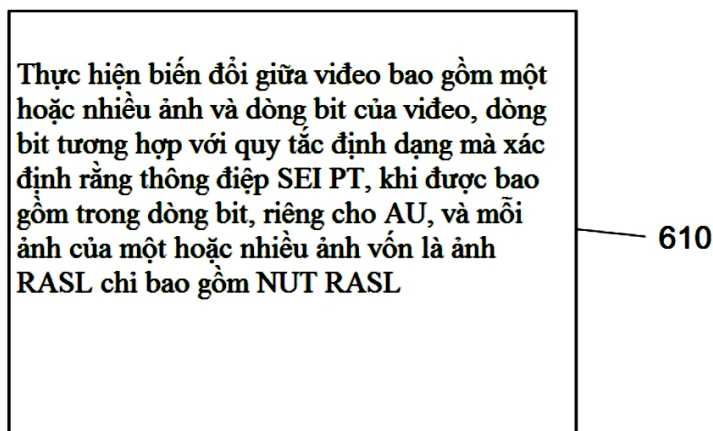 Thực hiện biến đổi giữa viđeo bao gồm một
hoặc nhiều ảnh và dòng bit của viđeo, dòng
bit tương hợp với quy tắc định dạng mà xác
định rằng thông điệp SEI PT, khi được bao
gồm trong dòng bit, riêng cho AU, và mỗi
ảnh của một hoặc nhiều ảnh vốn là ảnh
RASL chỉ bao gồm NUT RASL
610